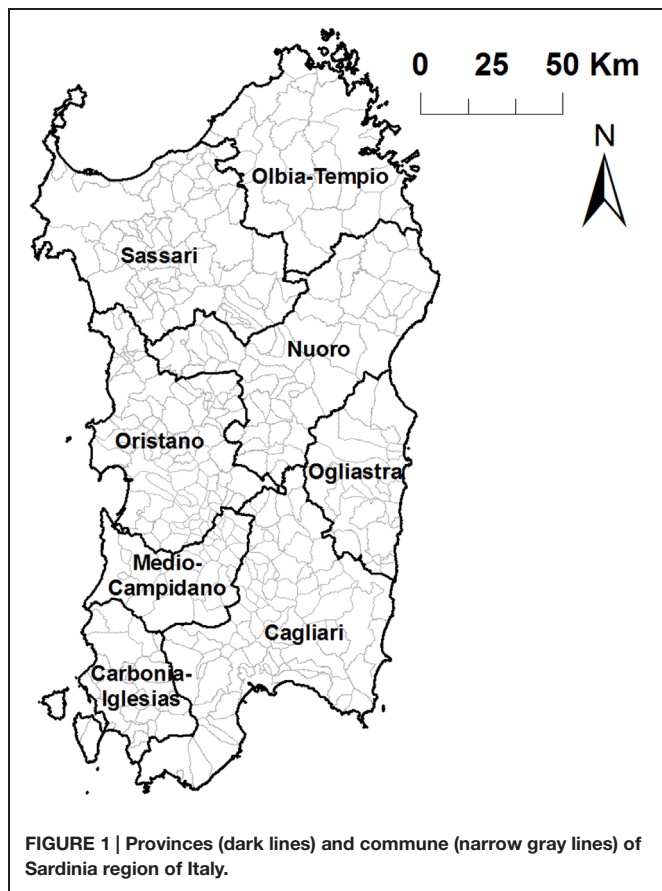 0 25 50 Km
N
Olbia-Tempio
Sassari
Nuoro
Oristano
Ogliastra
Medio-
Campidano
Cagliari
Carbonia-
Iglesias
FIGURE 1 | Provinces (dark lines) and commune (narrow gray lines) of
Sardinia region of Italy.